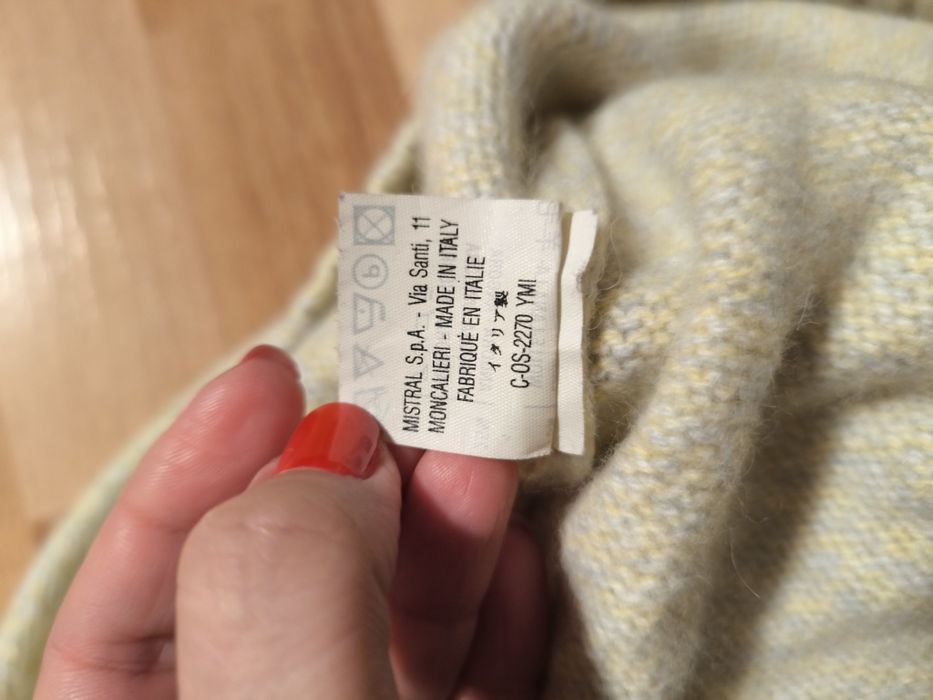 MISTRAL S.p.A. - Via Santi, 11
MONCALIERI - MADE IN ITALY
FABRIQUÉ EN ITALIE
イタリア製
C-OS-2270 YMI